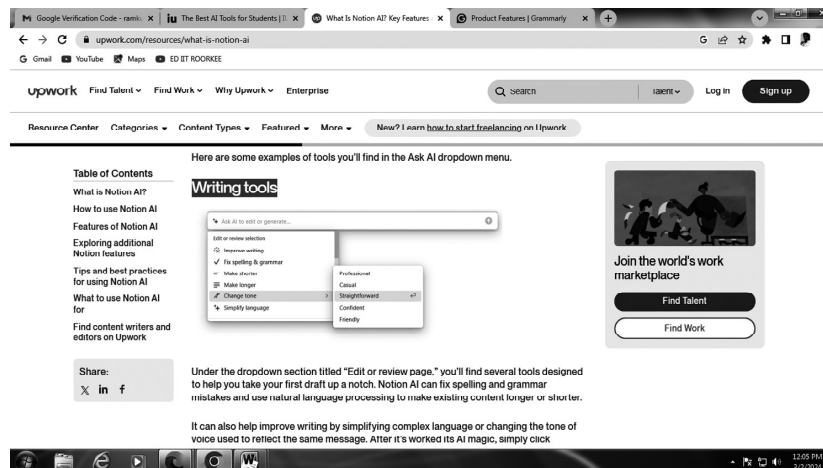 Google Verification Code - ramk
The Best AI Tools for Students |
What Is Notion AI? Key Features
Product Features | Grammarly
upwork.com/resources/what-is-notion-ai
Gmail YouTube Maps ED IIT ROORKEE
upwork Find Talent Find Work Why Upwork Enterprise Search Talent Log In Sign up
Resource Center Categories Content Types Featured More New? Learn how to start freelancing on Upwork
Here are some examples of tools you'll find in the Ask AI dropdown menu.
Table of Contents
What is Notion AI?
How to use Notion AI
Features of Notion AI
Exploring additional
Notion features
Tips and best practices
for using Notion AI
What to use Notion AI
for
Find content writers and
editors on Upwork
Share:
Writing tools
Ask AI to edit or generate...
Edit or review selection
Improve writing
Fix spelling & grammar
Make shorter
Make longer
Change tone
Simplify language
Professional
Casual
Straightforward
Confident
Friendly
Under the dropdown section titled “Edit or review page.” you'll find several tools designed
to help you take your first draft up a notch. Notion AI can fix spelling and grammar
mistakes and use natural language processing to make existing content longer or shorter.
It can also help improve writing by simplifying complex language or changing the tone of
voice used to reflect the same message. After it's worked its AI magic, simply click
Join the world's work
marketplace
Find Talent
Find Work
12:05 PM